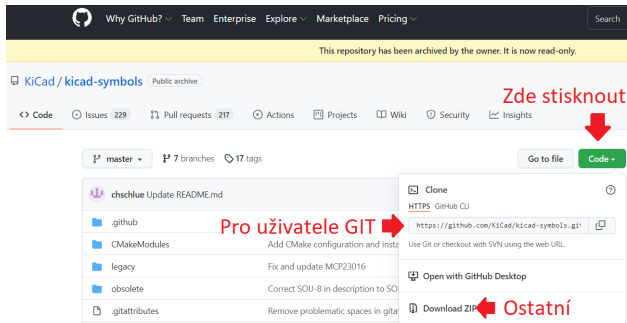 Why GitHub? Team Enterprise Explore Marketplace Pricing Search
This repository has been archived by the owner. It is now read-only.
KiCad / kicad-symbols Public archive
Zde stisknout
<> Code Issues 229 Pull requests 217 Actions Projects Wiki Security Insights
master 7 branches 17 tags Go to file Code
chschlue Update README.md
Clone
HTTPS GitHub CLI
.github
Pro uživatele GIT
https://github.com/KiCad/kicad-symbols.gi
CMakeModules Add CMake configuration and insta
Use Git or checkout with SVN using the web URL.
legacy Fix and update MCP23016
Open with GitHub Desktop
obsolete Correct SOIJ-8 in description to SO
Download ZIP
Ostatní
.gitattributes Remove problematic spaces in gitat